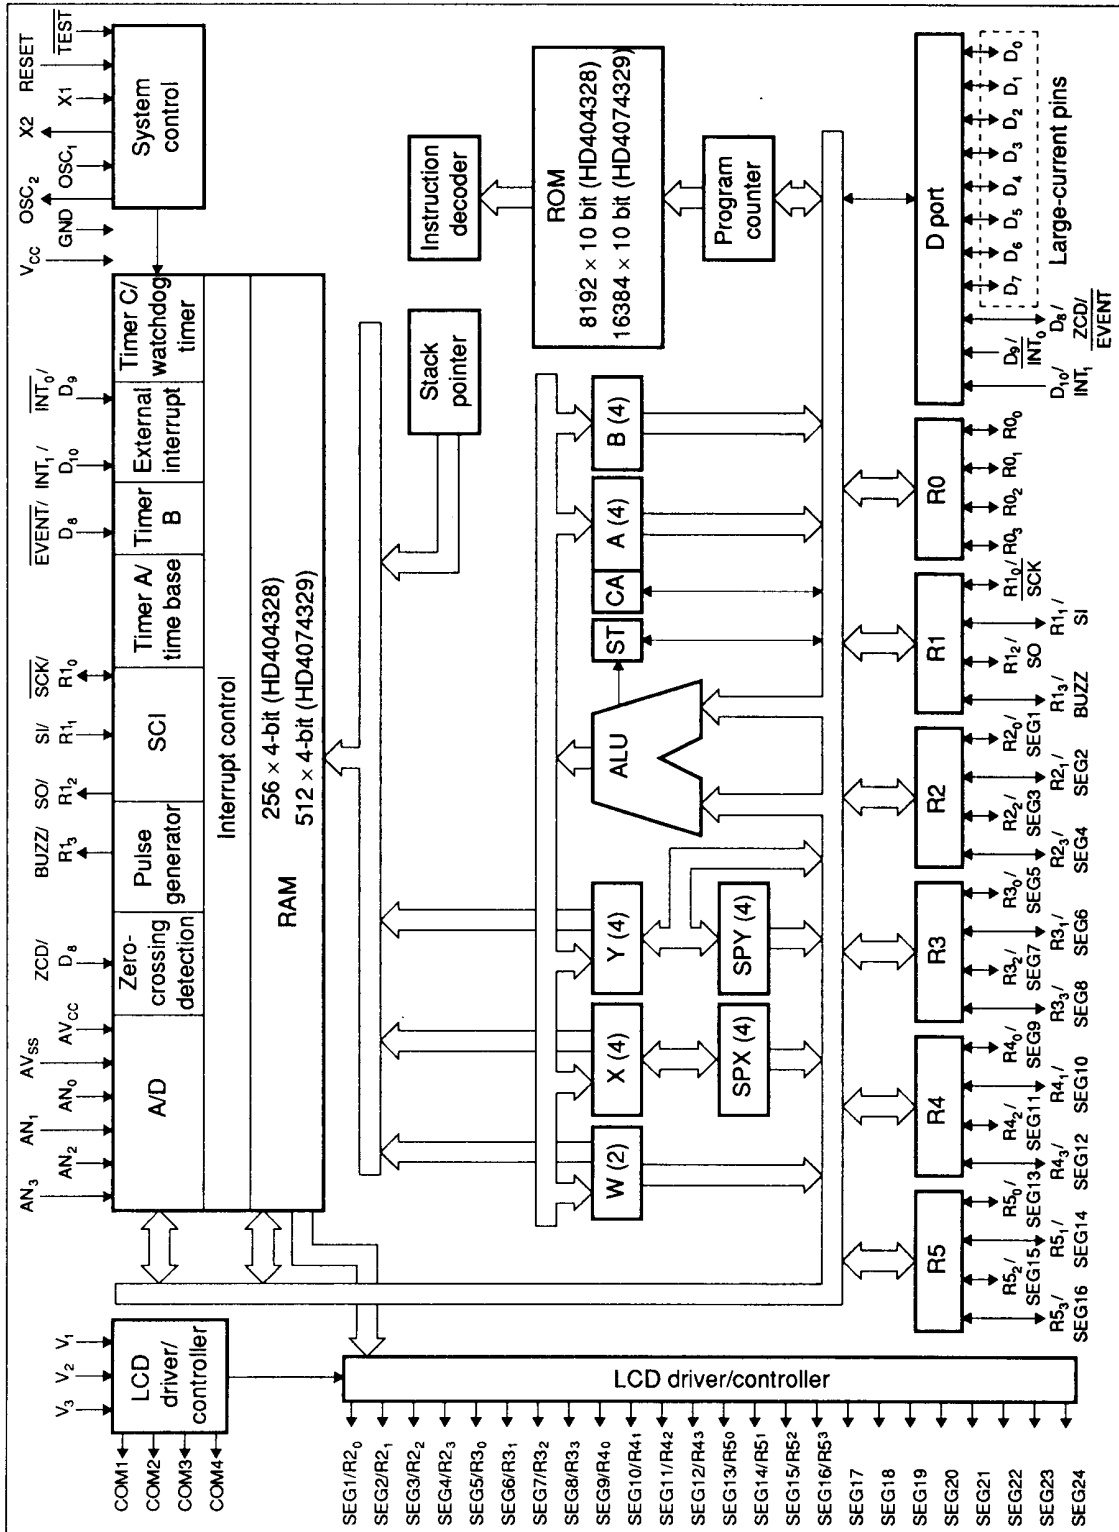 RESET
TEST
X2
X1
OSC₂
OSC₁
GND
V_CC
System
control
INT₀/
D₉
INT₁/
D₁₀
EVENT/
D₈
SCK/
R1₀
SI/
R1₁
SO/
R1₂
BUZZ/
R1₃
ZCD/
D₈
AV_CC
AV_SS
AN₀
AN₁
AN₂
AN₃
Timer C/
watchdog
timer
External
interrupt
Timer
B
Timer A/
time base
SCI
Pulse
generator
Zero-
crossing
detection
A/D
Interrupt control
RAM
256 × 4-bit (HD404328)
512 × 4-bit (HD4074329)
V₁
V₂
V₃
LCD
driver/
controller
COM1
COM2
COM3
COM4
Instruction
decoder
ROM
8192 × 10 bit (HD404328)
16384 × 10 bit (HD4074329)
Program
counter
Stack
pointer
B (4)
A (4)
CA
ST
ALU
Y (4)
SPY (4)
X (4)
SPX (4)
W (2)
D port
D₀
D₁
D₂
D₃
D₄
D₅
D₆
D₇
Large-current pins
D₈/
ZCD/
EVENT
D₉/
INT₀
D₁₀/
INT₁
R0
R0₀
R0₁
R0₂
R0₃
R1
R1₀/
SCK
R1₁/
SI
R1₂/
SO
R1₃/
BUZZ
R2
R2₀/
SEG1
R2₁/
SEG2
R2₂/
SEG3
R2₃/
SEG4
R3
R3₀/
SEG5
R3₁/
SEG6
R3₂/
SEG7
R3₃/
SEG8
R4
R4₀/
SEG9
R4₁/
SEG10
R4₂/
SEG11
R4₃/
SEG12
R5
R5₀/
SEG13
R5₁/
SEG14
R5₂/
SEG15
R5₃/
SEG16
LCD driver/controller
SEG1/R2₀
SEG2/R2₁
SEG3/R2₂
SEG4/R2₃
SEG5/R3₀
SEG6/R3₁
SEG7/R3₂
SEG8/R3₃
SEG9/R4₀
SEG10/R4₁
SEG11/R4₂
SEG12/R4₃
SEG13/R5₀
SEG14/R5₁
SEG15/R5₂
SEG16/R5₃
SEG17
SEG18
SEG19
SEG20
SEG21
SEG22
SEG23
SEG24